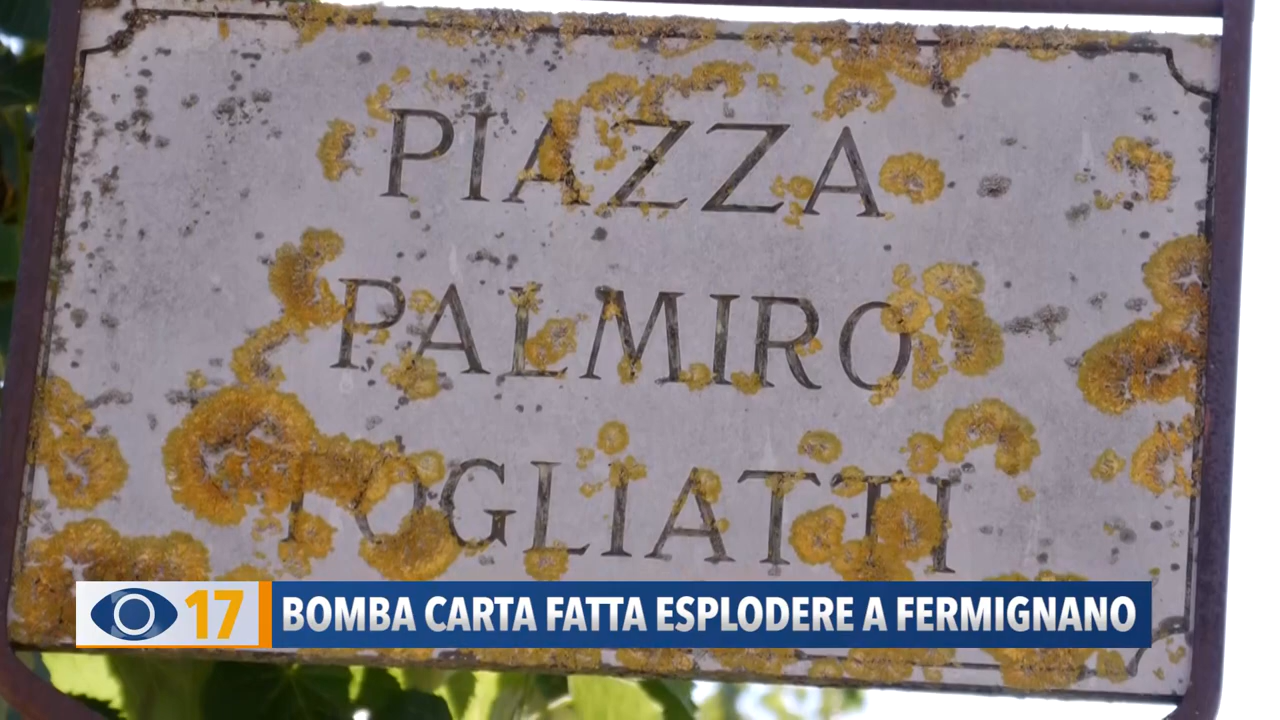 PIAZZA
PALMIRO
TOGLIATTI
17 BOMBA CARTA FATTA ESPLODERE A FERMIGNANO